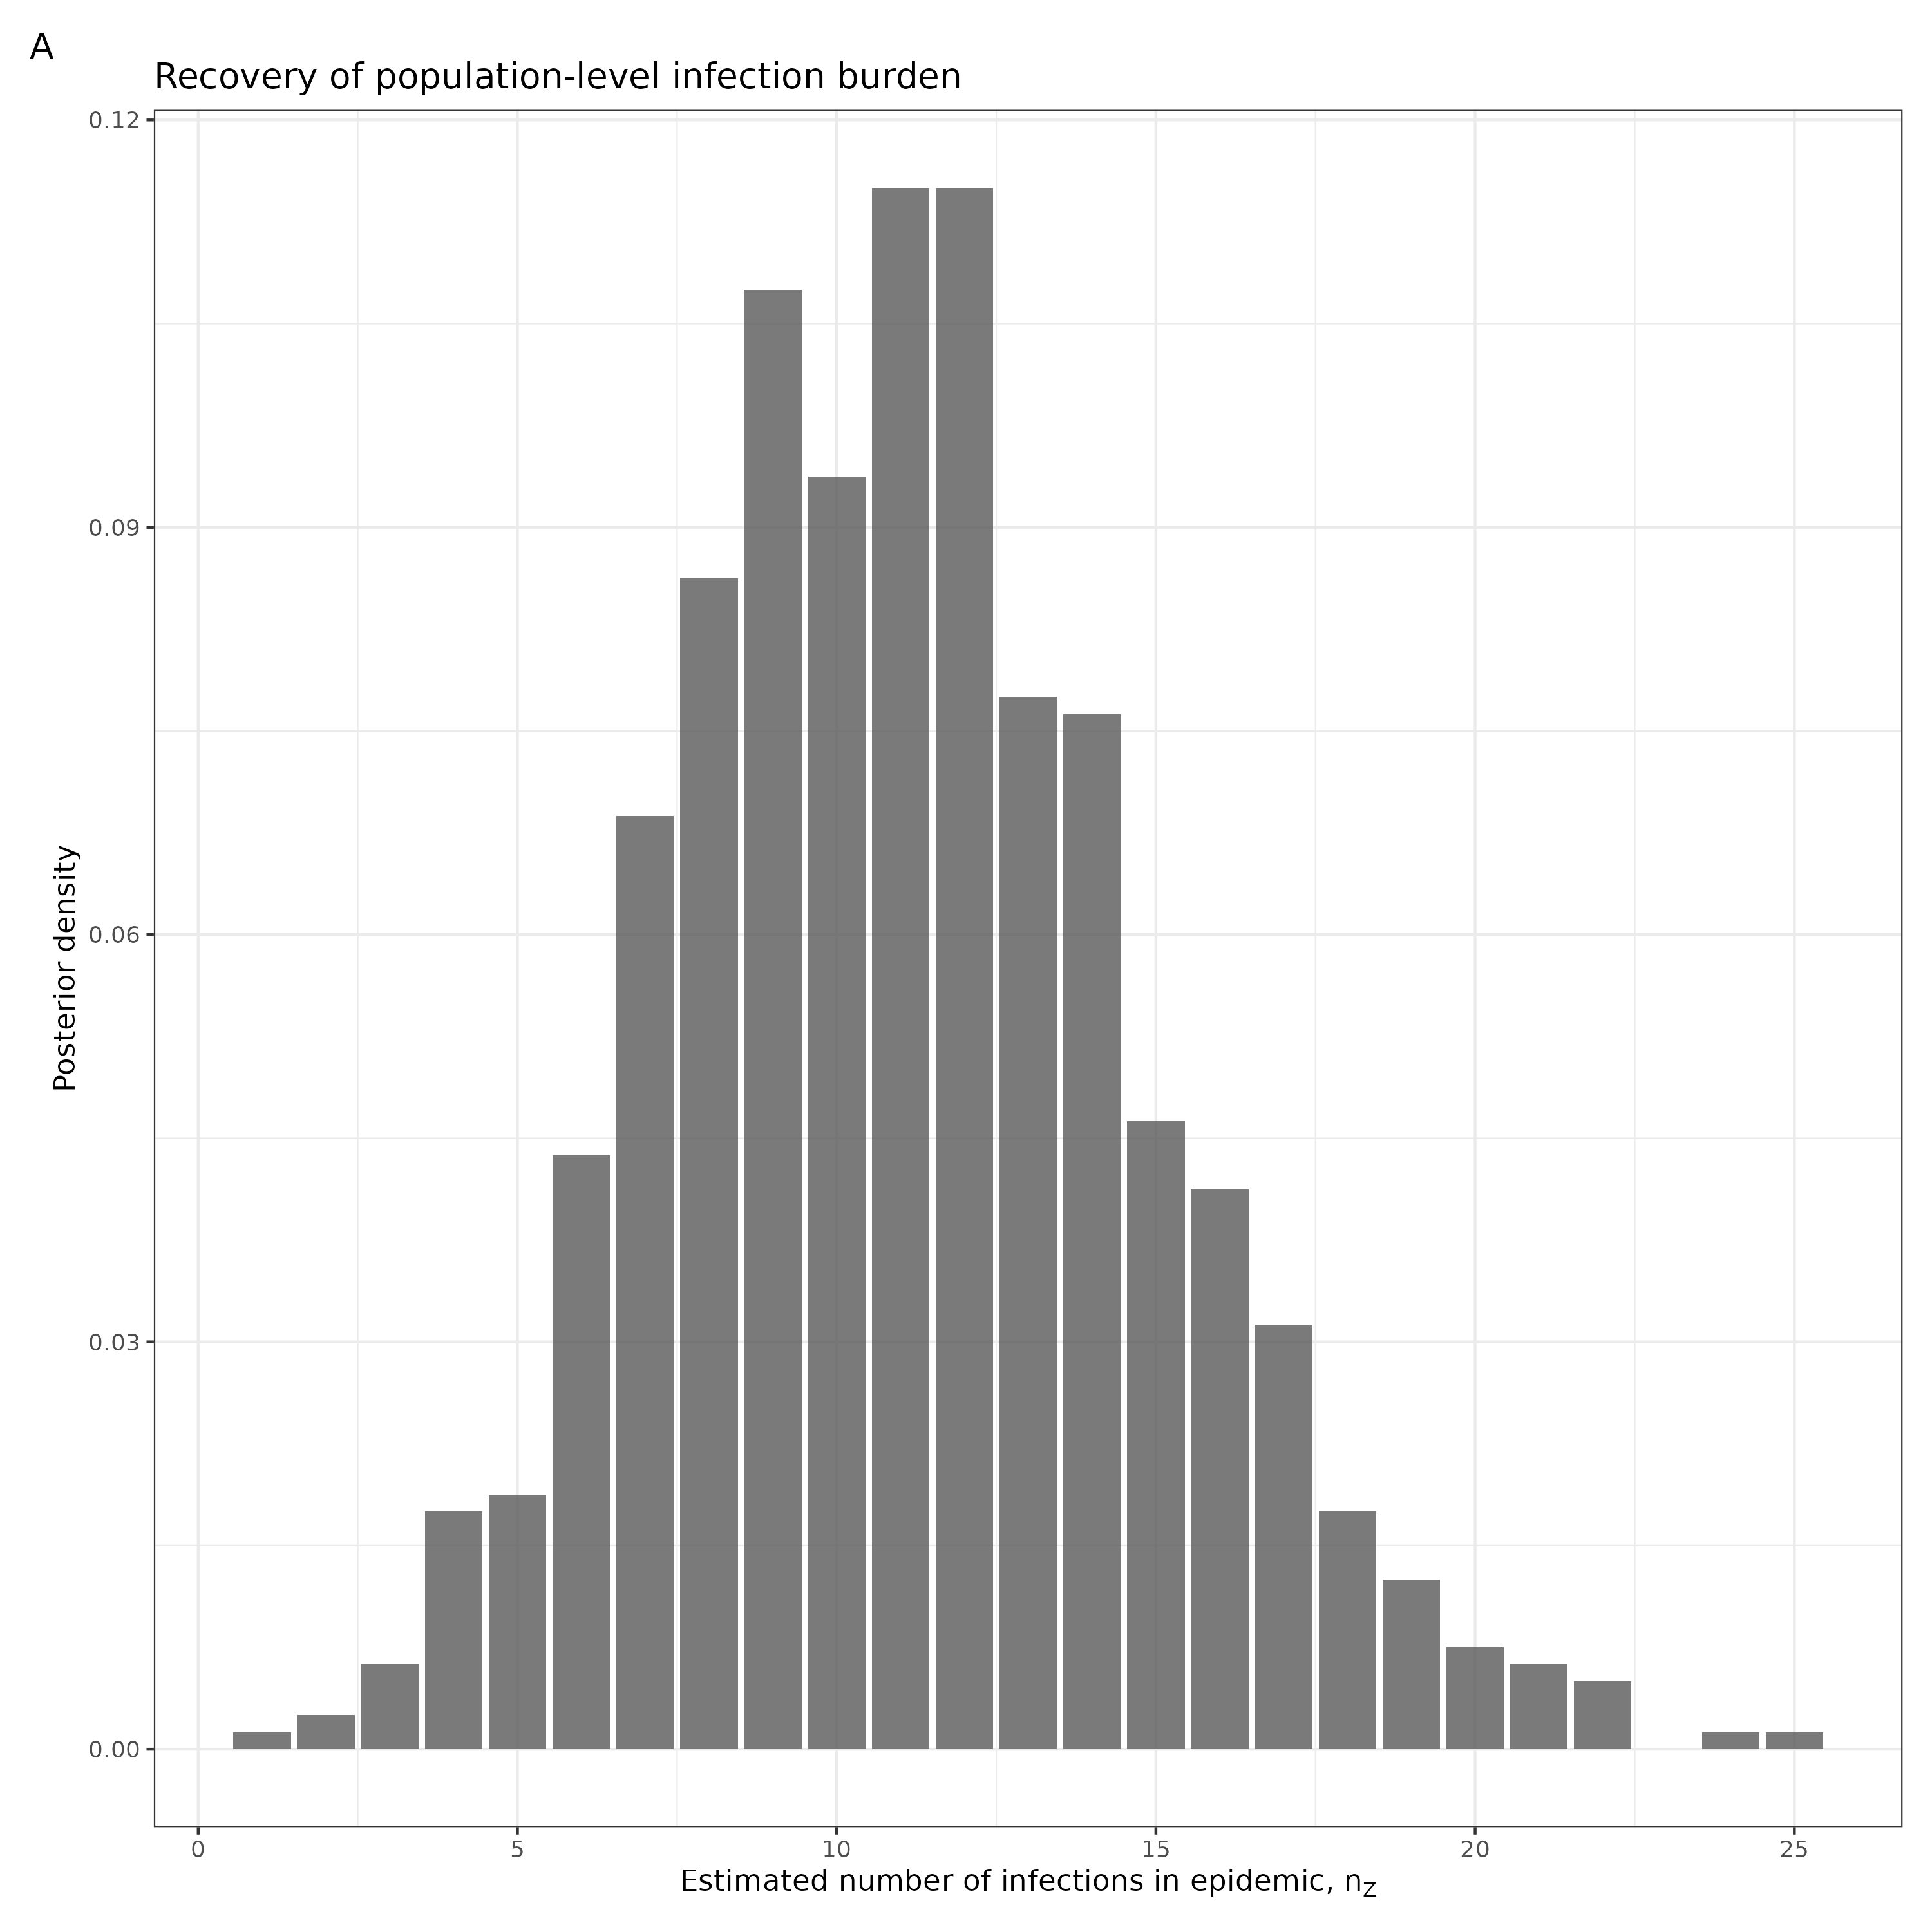 A
Recovery of population-level infection burden
0.12
0.09
0.06
0.03
0.00
Posterior density
0 5 10 15 20 25
Estimated number of infections in epidemic, nZ